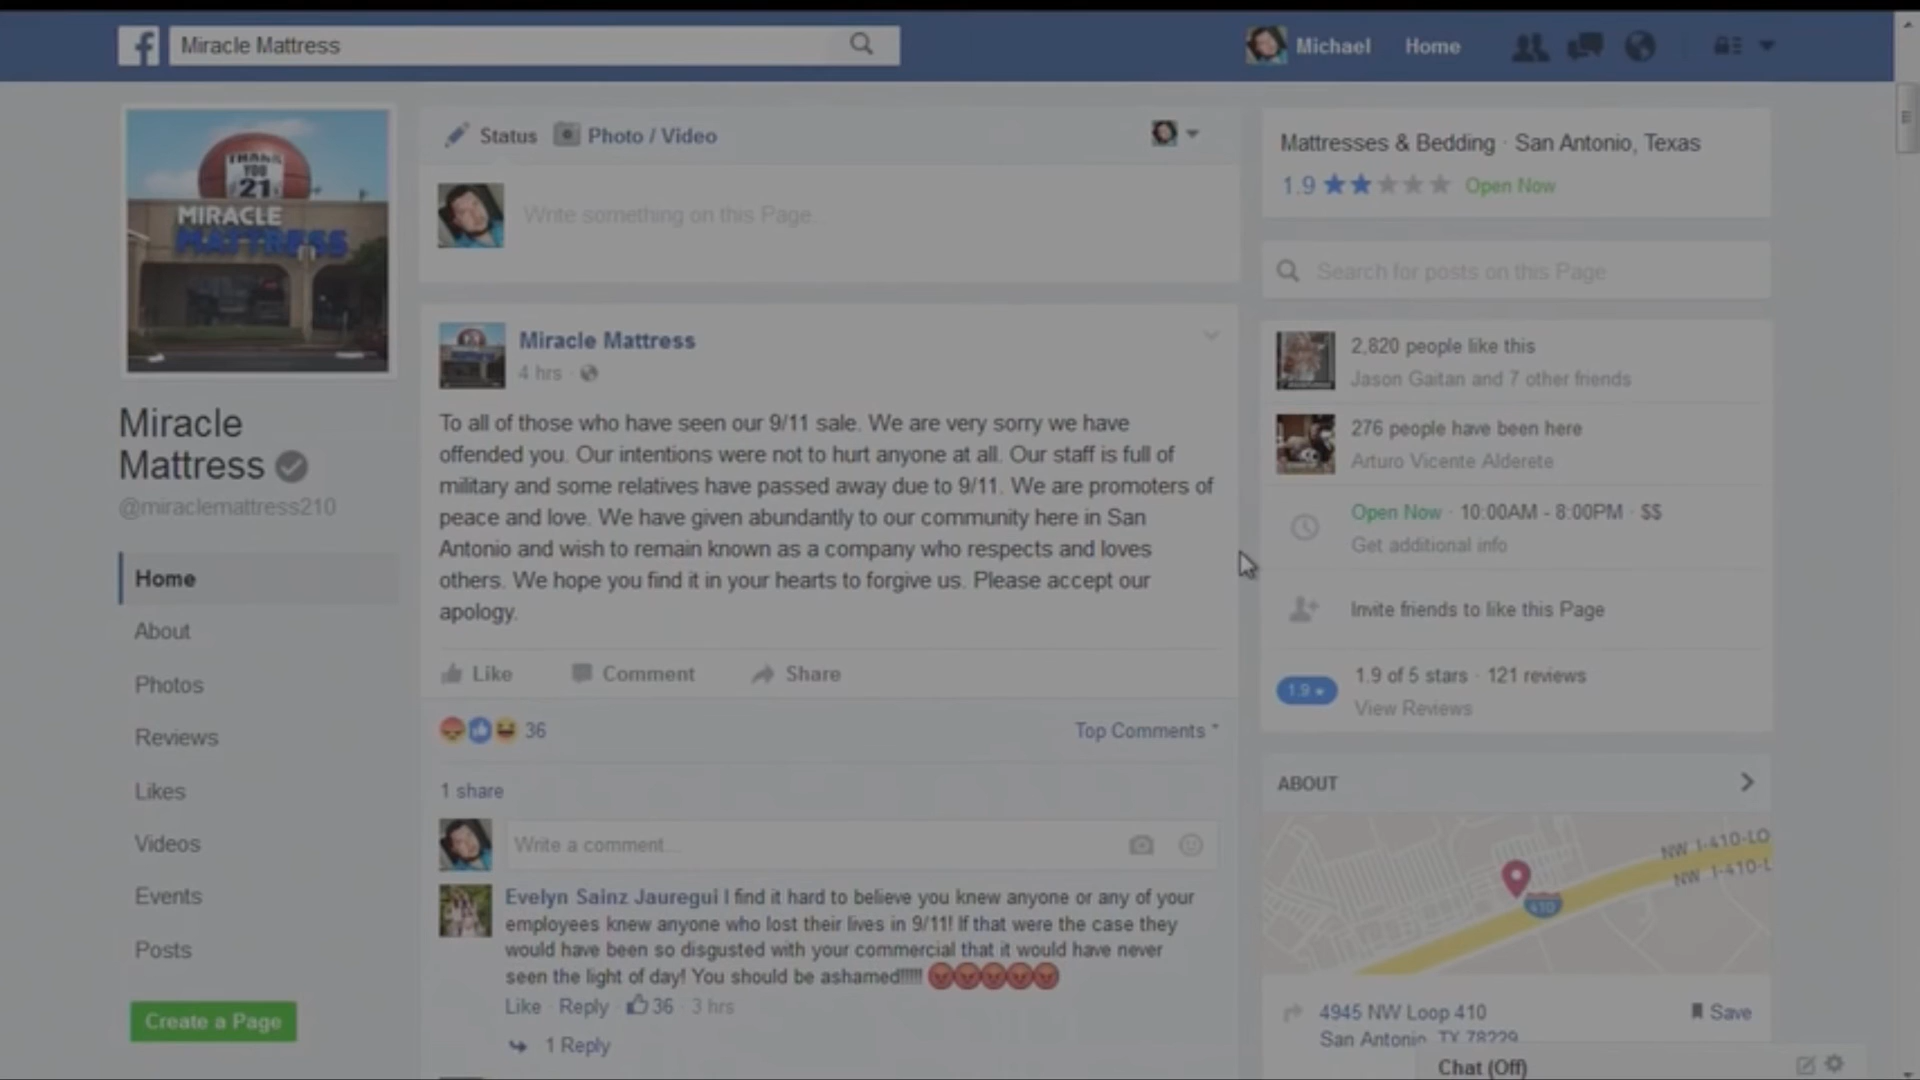 Miracle Mattress
Michael
Home
THANK
YOU
21
MIRACLE
MATTRESS
Miracle
Mattress
@miraclemattress210
Home
About
Photos
Reviews
Likes
Videos
Events
Posts
Create a Page
Status
Photo / Video
Write something on this Page...
Miracle Mattress
4 hrs ·
To all of those who have seen our 9/11 sale. We are very sorry we have
offended you. Our intentions were not to hurt anyone at all. Our staff is full of
military and some relatives have passed away due to 9/11. We are promoters of
peace and love. We have given abundantly to our community here in San
Antonio and wish to remain known as a company who respects and loves
others. We hope you find it in your hearts to forgive us. Please accept our
apology.
Like
Comment
Share
36
Top Comments
1 share
Write a comment...
Evelyn Sainz Jauregui I find it hard to believe you knew anyone or any of your
employees knew anyone who lost their lives in 9/11! If that were the case they
would have been so disgusted with your commercial that it would have never
seen the light of day! You should be ashamed!!!!!
Like · Reply · 36 · 3 hrs
1 Reply
Mattresses & Bedding · San Antonio, Texas
1.9 Open Now
Search for posts on this Page
2,820 people like this
Jason Gaitan and 7 other friends
276 people have been here
Arturo Vicente Alderete
Open Now · 10:00AM - 8:00PM · $$
Get additional info
Invite friends to like this Page
1.9
1.9 of 5 stars · 121 reviews
View Reviews
ABOUT
NW I-410-LO
NW I-410-L
410
4945 NW Loop 410
Save
San Antonio, TX 78229
Chat (Off)